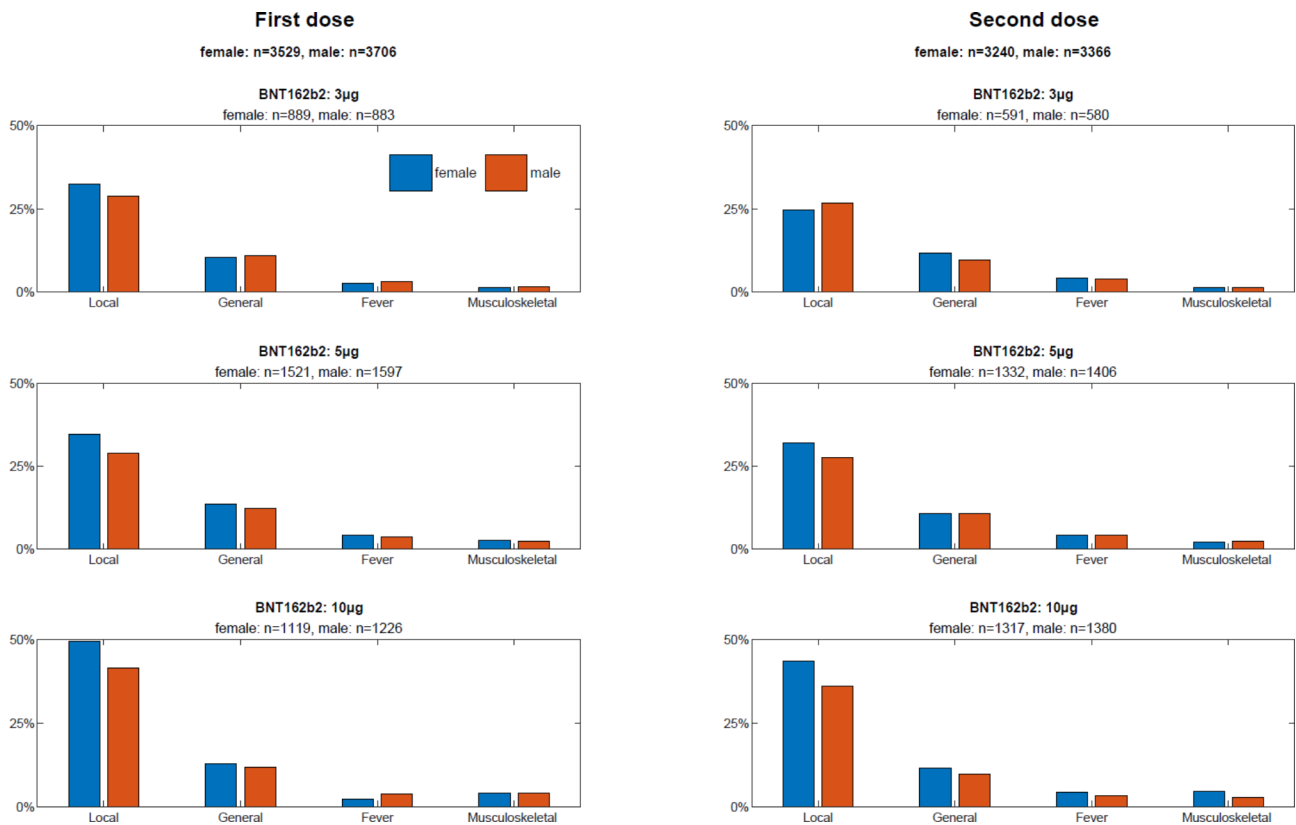 First dose
female: n=3529, male: n=3706
BNT162b2: 3µg
female: n=889, male: n=883
50%
25%
0%
female
male
Local
General
Fever
Musculoskeletal
BNT162b2: 5µg
female: n=1521, male: n=1597
50%
25%
0%
Local
General
Fever
Musculoskeletal
BNT162b2: 10µg
female: n=1119, male: n=1226
50%
25%
0%
Local
General
Fever
Musculoskeletal
Second dose
female: n=3240, male: n=3366
BNT162b2: 3µg
female: n=591, male: n=580
50%
25%
0%
Local
General
Fever
Musculoskeletal
BNT162b2: 5µg
female: n=1332, male: n=1406
50%
25%
0%
Local
General
Fever
Musculoskeletal
BNT162b2: 10µg
female: n=1317, male: n=1380
50%
25%
0%
Local
General
Fever
Musculoskeletal